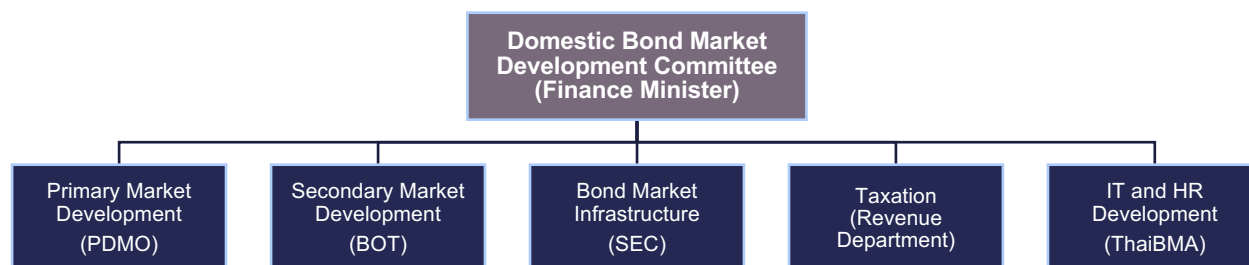 Domestic Bond Market
Development Committee
(Finance Minister)
Primary Market
Development
(PDMO)
Secondary Market
Development
(BOT)
Bond Market
Infrastructure
(SEC)
Taxation
(Revenue
Department)
IT and HR
Development
(ThaiBMA)